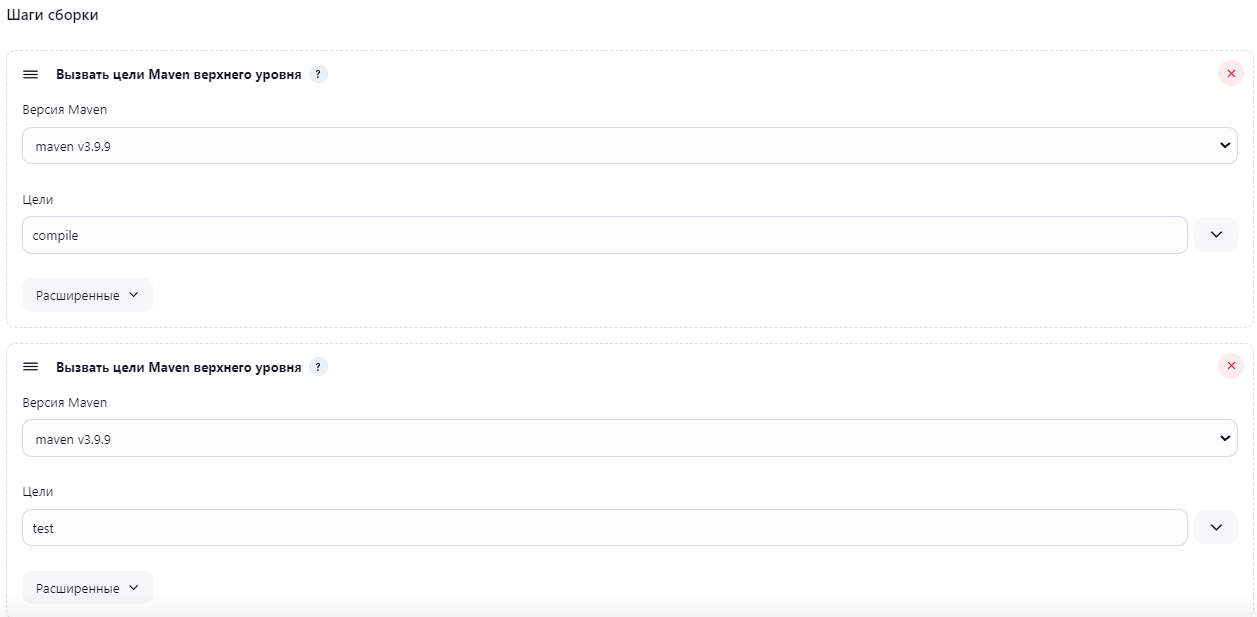 Шаги сборки
Вызвать цели Maven верхнего уровня ?
Версия Maven
maven v3.9.9
Цели
compile
Расширенные
Вызвать цели Maven верхнего уровня ?
Версия Maven
maven v3.9.9
Цели
test
Расширенные